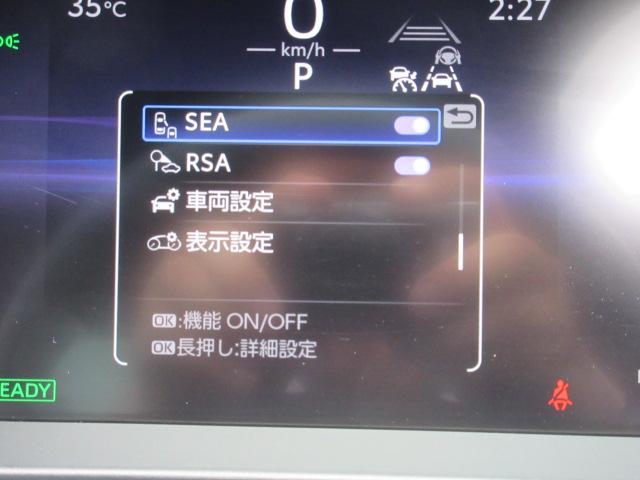 35℃
0
2:27
km/h
P
SEA
RSA
車両設定
表示設定
OK:機能 ON/OFF
OK長押し:詳細設定
EADY